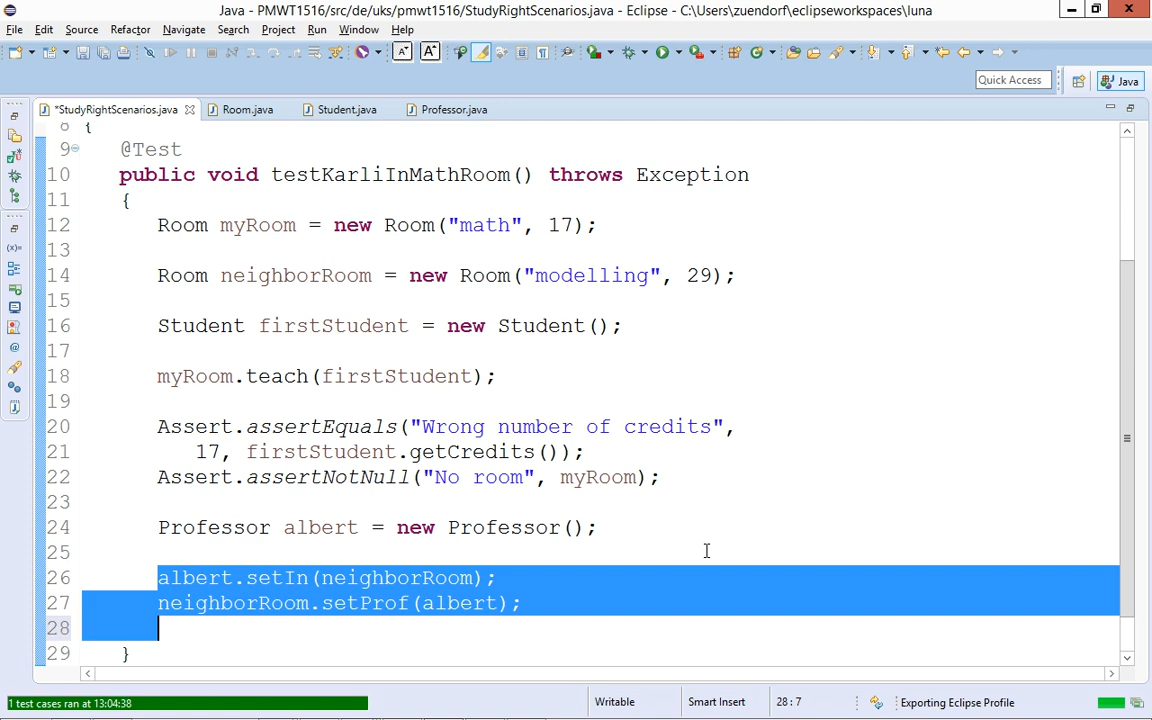 Java - PMWT1516/src/de/uks/pmwt1516/StudyRightScenarios.java - Eclipse - C:\Users\zuendorf\eclipseworkspaces\luna
File Edit Source Refactor Navigate Search Project Run Window Help
Quick Access Java
*StudyRightScenarios.java Room.java Student.java Professor.java
8 {
9 @Test
10 public void testKarliInMathRoom() throws Exception
11 {
12 Room myRoom = new Room("math", 17);
13
14 Room neighborRoom = new Room("modelling", 29);
15
16 Student firstStudent = new Student();
17
18 myRoom.teach(firstStudent);
19
20 Assert.assertEquals("Wrong number of credits",
21 17, firstStudent.getCredits());
22 Assert.assertNotNull("No room", myRoom);
23
24 Professor albert = new Professor();
25
26 albert.setIn(neighborRoom);
27 neighborRoom.setProf(albert);
28
29 }
1 test cases ran at 13:04:38 Writable Smart Insert 28:7 Exporting Eclipse Profile